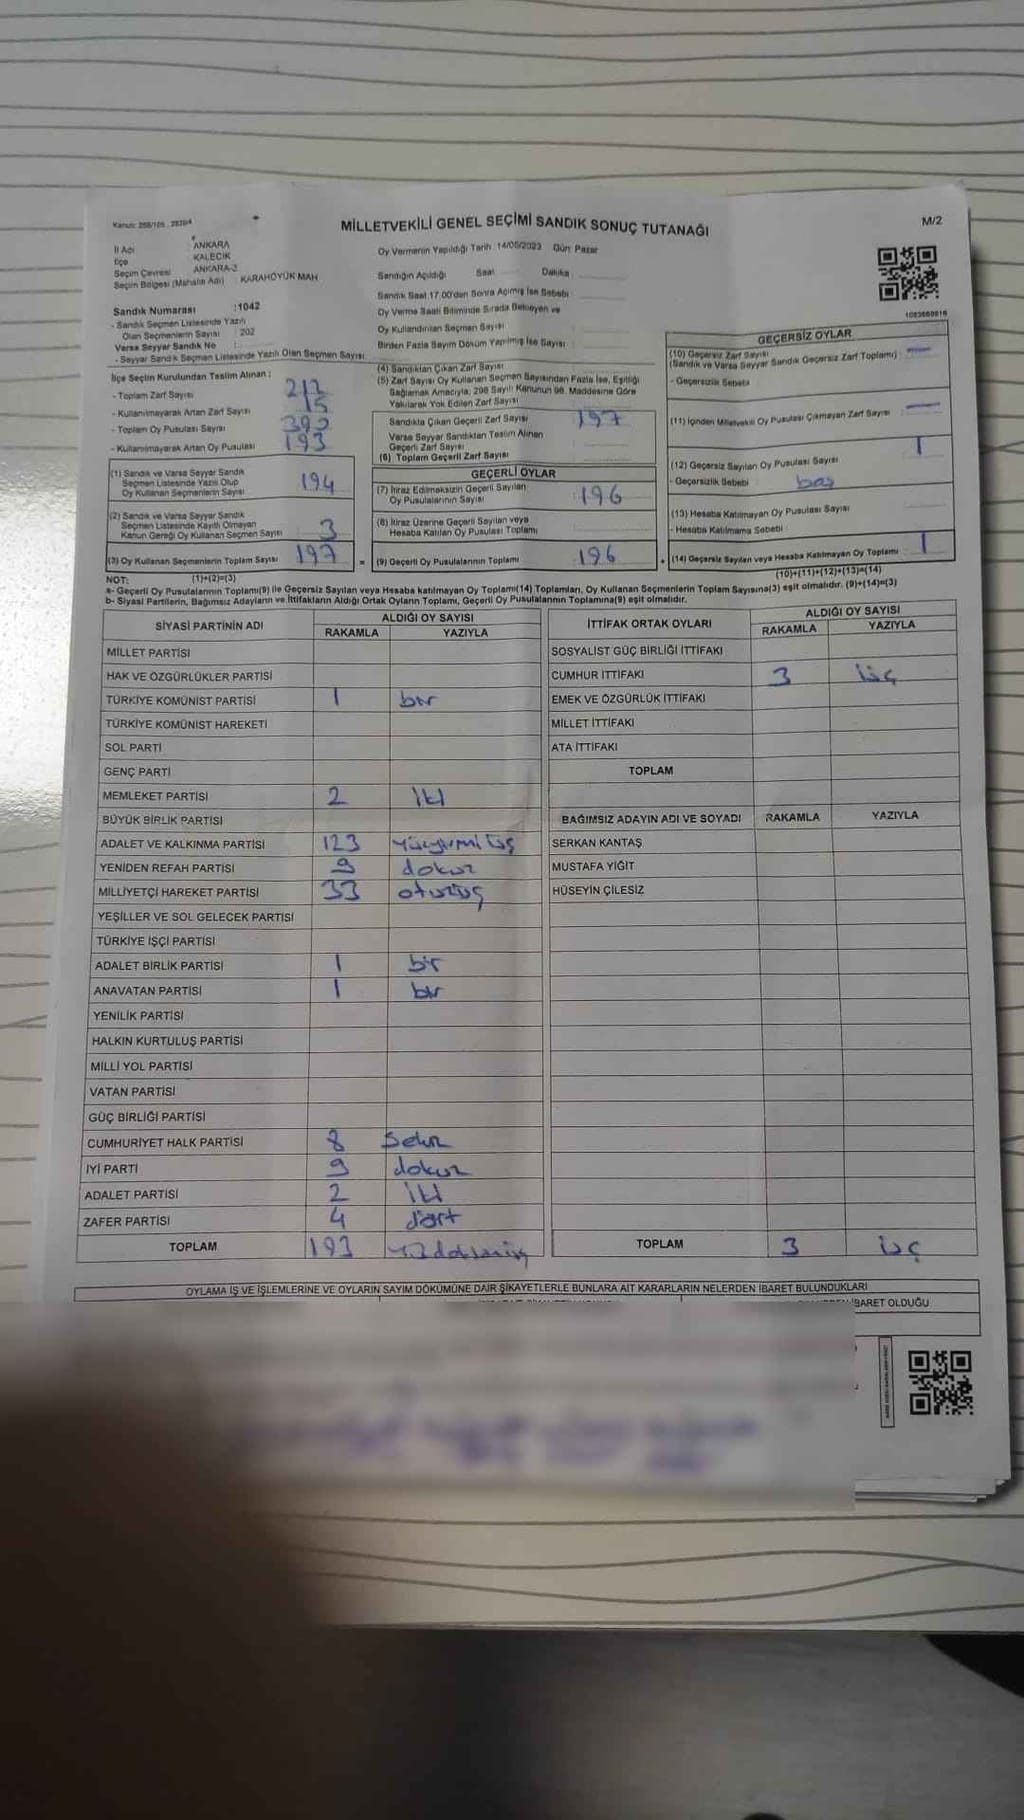 MİLLETVEKİLİ GENEL SEÇİMİ SANDIK SONUÇ TUTANAĞI
M/2
İl Adı : ANKARA
İlçe : KALECİK
Seçim Çevresi : ANKARA-2
Seçim Bölgesi (Mahalle Adı) : KARAHÖYÜK MAH
Sandık Numarası :1042
- Sandık Seçmen Listesinde Yazılı
Olan Seçmenlerin Sayısı : 202
Varsa Seyyar Sandık No :
- Seyyar Sandık Seçmen Listesinde Yazılı Olan Seçmen Sayısı
Oy Vermenin Yapıldığı Tarih :14/05/2023 Gün: Pazar
Sandığın Açıldığı Saat Dakika
Sandık Saat 17.00'den Sonra Açılmış İse Sebebi
Oy Verme Saati Bitiminde Sırada Bekleyen ve
Oy Kullandırılan Seçmen Sayısı
Birden Fazla Sayım Döküm Yapılmış İse Sayısı :
İlçe Seçim Kurulundan Teslim Alınan :
- Toplam Zarf Sayısı 212
- Kullanılmayarak Artan Zarf Sayısı 15
- Toplam Oy Pusulası Sayısı
- Kullanılmayarak Artan Oy Pusulası 193
(1) Sandık ve Varsa Seyyar Sandık
Seçmen Listesinde Yazılı Olup
Oy Kullanan Seçmenlerin Sayısı 194
(2) Sandık ve Varsa Seyyar Sandık
Seçmen Listesinde Kayıtlı Olmayan
Kanun Gereği Oy Kullanan Seçmen Sayısı 3
(3) Oy Kullanan Seçmenlerin Toplam Sayısı 197
(4) Sandıktan Çıkan Zarf Sayısı
(5) Zarf Sayısı Oy Kullanan Seçmen Sayısından Fazla İse, Eşitliği
Sağlamak Amacıyla, 298 Sayılı Kanunun 98. Maddesine Göre
Yakılarak Yok Edilen Zarf Sayısı
Sandıkta Çıkan Geçerli Zarf Sayısı 197
Varsa Seyyar Sandıktan Teslim Alınan
Geçerli Zarf Sayısı
(6) Toplam Geçerli Zarf Sayısı
GEÇERLİ OYLAR
(7) İtiraz Edilmeksizin Geçerli Sayılan
Oy Pusulalarının Sayısı 196
(8) İtiraz Üzerine Geçerli Sayılan veya
Hesaba Katılan Oy Pusulası Toplamı
= (9) Geçerli Oy Pusulalarının Toplamı 196
1083669816
GEÇERSİZ OYLAR
(10) Geçersiz Zarf Sayısı
(Sandık ve Varsa Seyyar Sandık Geçersiz Zarf Toplamı) :
- Geçersizlik Sebebi
(11) İçinden Milletvekili Oy Pusulası Çıkmayan Zarf Sayısı
(12) Geçersiz Sayılan Oy Pusulası Sayısı 1
- Geçersizlik Sebebi : boş
(13) Hesaba Katılmayan Oy Pusulası Sayısı
- Hesaba Katılmama Sebebi :
+ (14) Geçersiz Sayılan veya Hesaba Katılmayan Oy Toplamı 1
NOT: (1)+(2)=(3) (10)+(11)+(12)+(13)=(14)
a- Geçerli Oy Pusulalarının Toplamı(9) ile Geçersiz Sayılan veya Hesaba katılmayan Oy Toplamı(14) Toplamları, Oy Kullanan Seçmenlerin Toplam Sayısına(3) eşit olmalıdır. (9)+(14)=(3)
b- Siyasi Partilerin, Bağımsız Adayların ve İttifakların Aldığı Ortak Oyların Toplamı, Geçerli Oy Pusulalarının Toplamına(9) eşit olmalıdır.
SİYASİ PARTİNİN ADI ALDIĞI OY SAYISI
RAKAMLA YAZIYLA
MİLLET PARTİSİ
HAK VE ÖZGÜRLÜKLER PARTİSİ
TÜRKİYE KOMÜNİST PARTİSİ 1 bir
TÜRKİYE KOMÜNİST HAREKETİ
SOL PARTİ
GENÇ PARTİ
MEMLEKET PARTİSİ 2 iki
BÜYÜK BİRLİK PARTİSİ
ADALET VE KALKINMA PARTİSİ 123 yüzyirmi üç
YENİDEN REFAH PARTİSİ 9 dokuz
MİLLİYETÇİ HAREKET PARTİSİ 33 otuzüç
YEŞİLLER VE SOL GELECEK PARTİSİ
TÜRKİYE İŞÇİ PARTİSİ
ADALET BİRLİK PARTİSİ 1 bir
ANAVATAN PARTİSİ 1 bir
YENİLİK PARTİSİ
HALKIN KURTULUŞ PARTİSİ
MİLLİ YOL PARTİSİ
VATAN PARTİSİ
GÜÇ BİRLİĞİ PARTİSİ
CUMHURİYET HALK PARTİSİ 8 Sekiz
İYİ PARTİ 9 dokuz
ADALET PARTİSİ 2 iki
ZAFER PARTİSİ 4 dört
TOPLAM 193
İTTİFAK ORTAK OYLARI ALDIĞI OY SAYISI
RAKAMLA YAZIYLA
SOSYALİST GÜÇ BİRLİĞİ İTTİFAKI
CUMHUR İTTİFAKI 3 üç
EMEK VE ÖZGÜRLÜK İTTİFAKI
MİLLET İTTİFAKI
ATA İTTİFAKI
TOPLAM
BAĞIMSIZ ADAYIN ADI VE SOYADI RAKAMLA YAZIYLA
SERKAN KANTAŞ
MUSTAFA YİĞİT
HÜSEYİN ÇİLESİZ
TOPLAM 3 üç
OYLAMA İŞ VE İŞLEMLERİNE VE OYLARIN SAYIM DÖKÜMÜNE DAİR ŞİKAYETLERLE BUNLARA AİT KARARLARIN NELERDEN İBARET BULUNDUKLARI
İBARET OLDUĞU